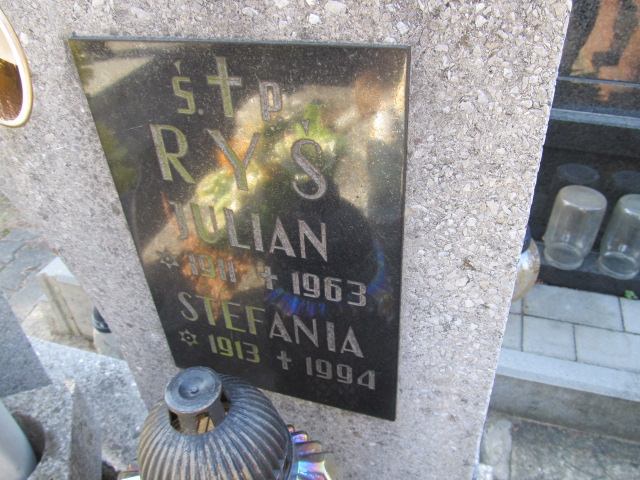 Ś. † P
RYŚ
JULIAN
* 1911 † 1963
STEFANIA
* 1913 † 1994